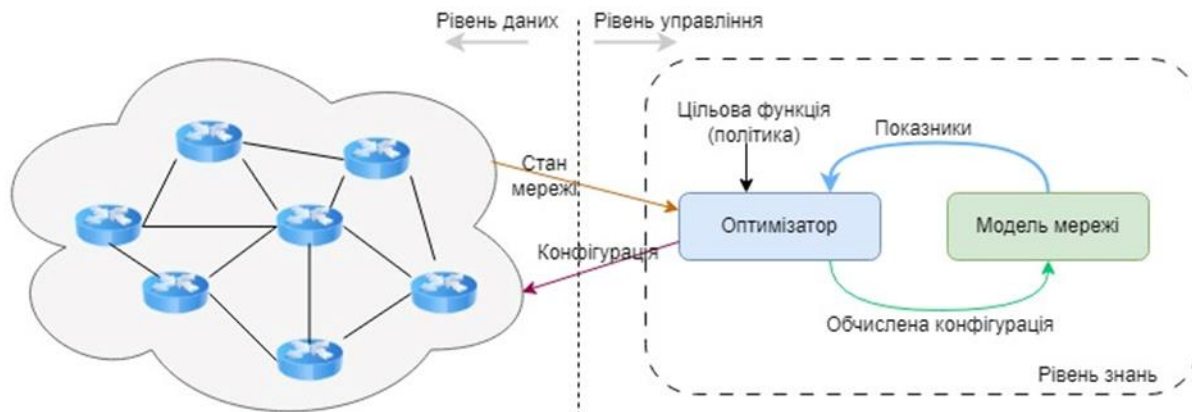 Рівень даних
Рівень управління
Цільова функція
(політика)
Показники
Стан
мережі
Оптимізатор
Модель мережі
Конфігурація
Обчислена конфігурація
Рівень знань